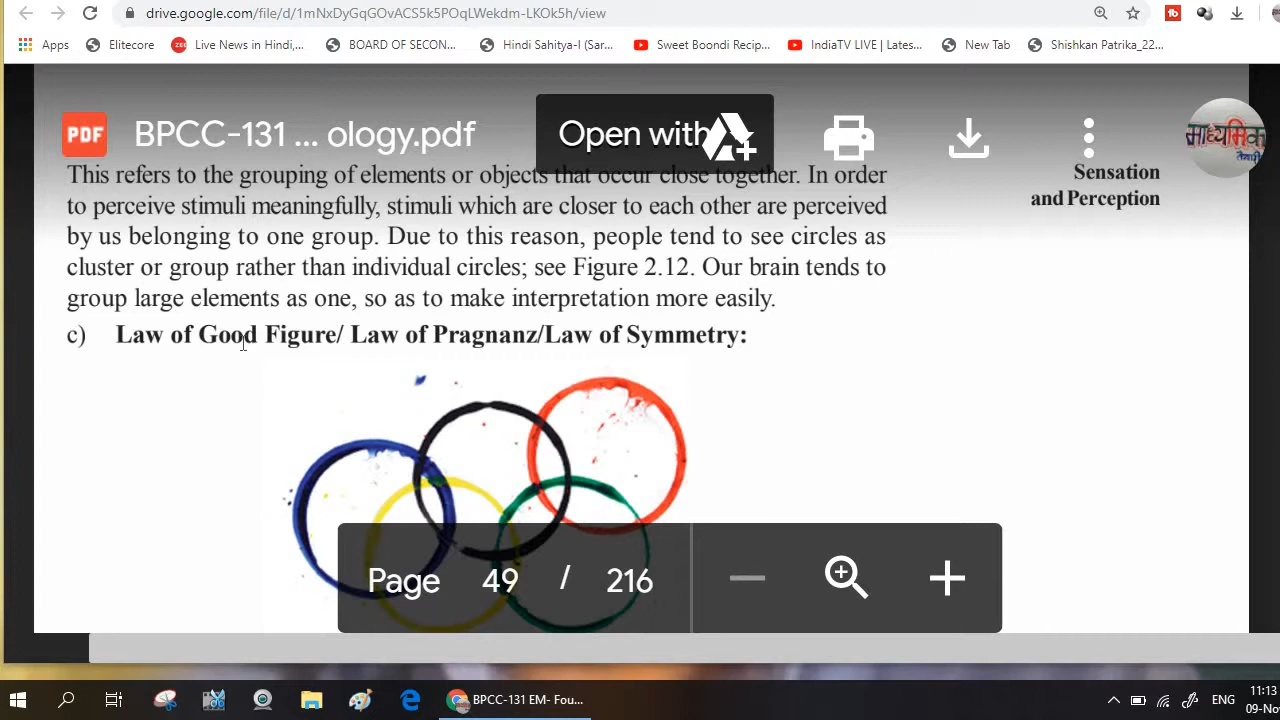 drive.google.com/file/d/1mNxDyGqGOvACS5k5POqLWekdm-LKOk5h/view
Apps Elitecore Live News in Hindi,... BOARD OF SECON... Hindi Sahitya-I (Sar... Sweet Boondi Recip... IndiaTV LIVE | Lates... New Tab Shishkan Patrika_22...
PDF BPCC-131 ... ology.pdf Open with
माध्यमिक
तैयारी
This refers to the grouping of elements or objects that occur close together. In order
to perceive stimuli meaningfully, stimuli which are closer to each other are perceived
by us belonging to one group. Due to this reason, people tend to see circles as
cluster or group rather than individual circles; see Figure 2.12. Our brain tends to
group large elements as one, so as to make interpretation more easily.
Sensation
and Perception
c) Law of Good Figure/ Law of Pragnanz/Law of Symmetry:
Page 49 / 216
BPCC-131 EM- Fou...
ENG
11:13
09-No